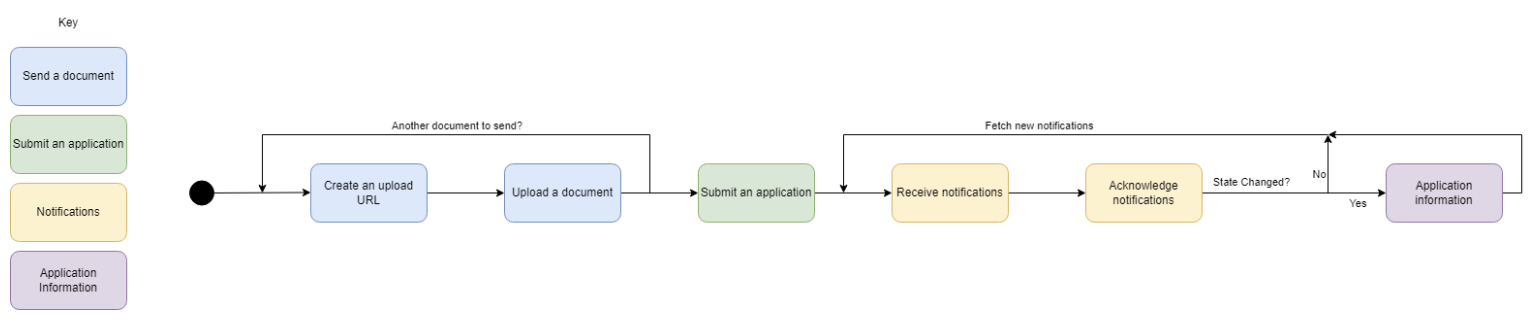 Key
Send a document
Submit an application
Notifications
Application
Information
Another document to send?
Create an upload
URL
Upload a document
Submit an application
Fetch new notifications
Receive notifications
Acknowledge
notifications
State Changed?
No
Yes
Application
information